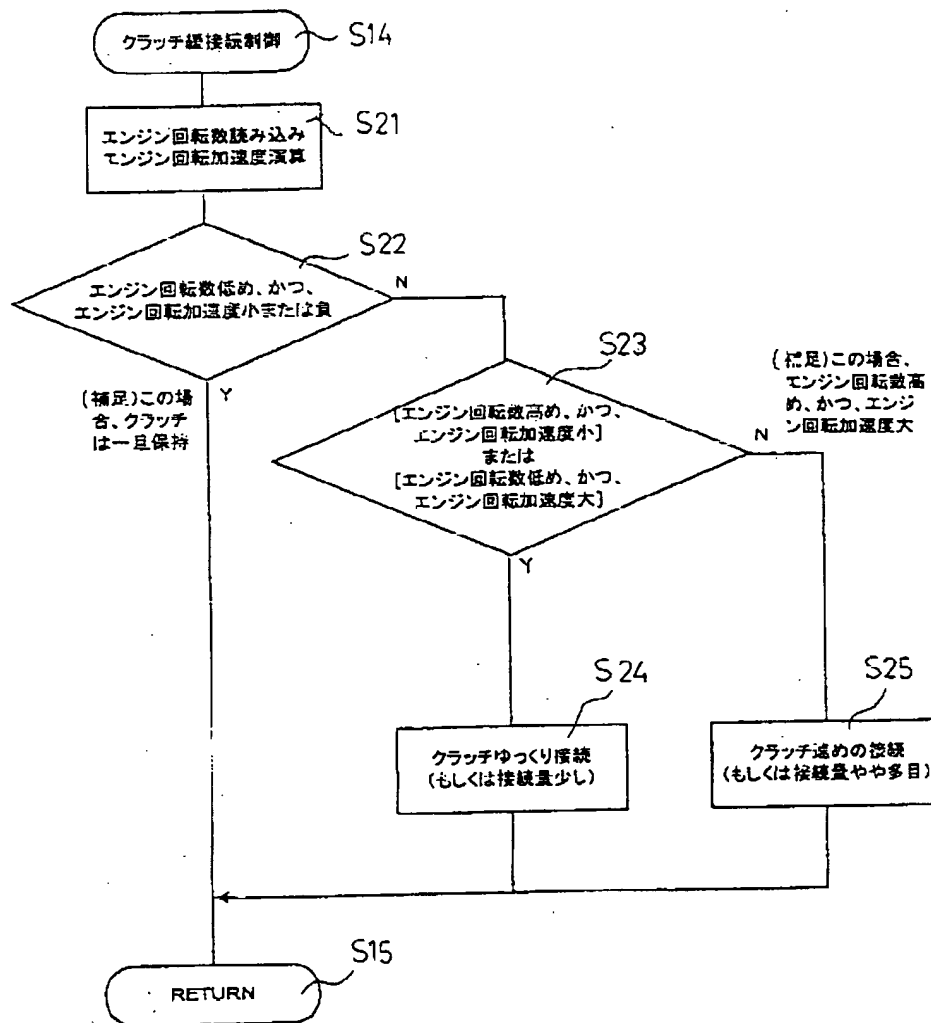 クラッチ緩接続制御
S14
エンジン回転数読み込み
エンジン回転加速度演算
S21
S22
エンジン回転数低め、かつ、
エンジン回転加速度小または負
N
Y
(補足)この場
合、クラッチ
は一旦保持
S23
[エンジン回転数高め、かつ、
エンジン回転加速度小]
または
[エンジン回転数低め、かつ、
エンジン回転加速度大]
N
Y
(補足)この場合、
エンジン回転数高
め、かつ、エンジ
ン回転加速度大
S24
クラッチゆっくり接続
(もしくは接続量少し)
S25
クラッチ速めの接続
(もしくは接続量やや多目)
S15
RETURN